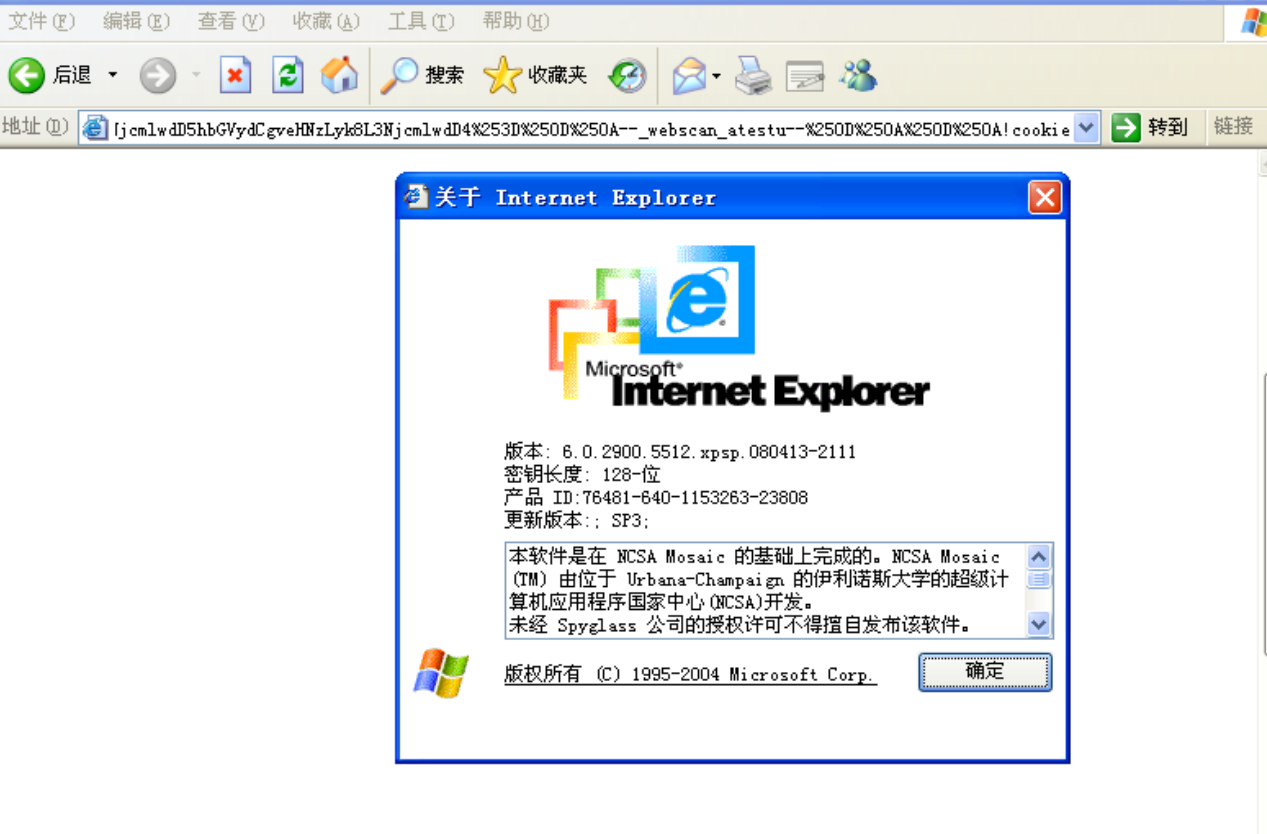 文件(F) 编辑(E) 查看(V) 收藏(A) 工具(T) 帮助(H)
后退 搜索 收藏夹
地址(D) [jcmlwdD5hbGVydCgveHNzLyk8L3NjcmlwdD4%253D%250D%250A--_webscan_atestu--%250D%250A%250D%250A!cookie 转到 链接
关于 Internet Explorer
Microsoft®
Internet Explorer
版本: 6.0.2900.5512.xpsp.080413-2111
密钥长度: 128-位
产品 ID:76481-640-1153263-23808
更新版本:; SP3;
本软件是在 NCSA Mosaic 的基础上完成的。NCSA Mosaic
(TM) 由位于 Urbana-Champaign 的伊利诺斯大学的超级计
算机应用程序国家中心(NCSA)开发。
未经 Spyglass 公司的授权许可不得擅自发布该软件。
版权所有 (C) 1995-2004 Microsoft Corp.
确定